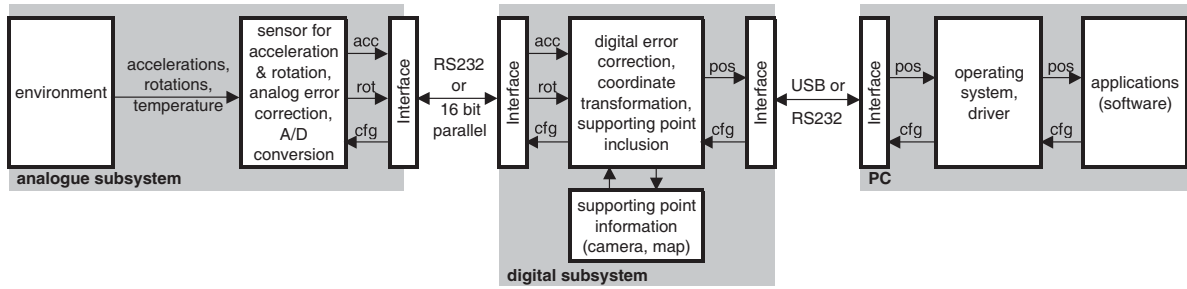 environment
accelerations,
rotations,
temperature
sensor for
acceleration
& rotation,
analog error
correction,
A/D
conversion
acc
rot
cfg
Interface
analogue subsystem
RS232
or
16 bit
parallel
Interface
acc
rot
cfg
digital error
correction,
coordinate
transformation,
supporting point
inclusion
pos
cfg
Interface
supporting point
information
(camera, map)
digital subsystem
USB or
RS232
Interface
pos
cfg
operating
system,
driver
pos
cfg
applications
(software)
PC